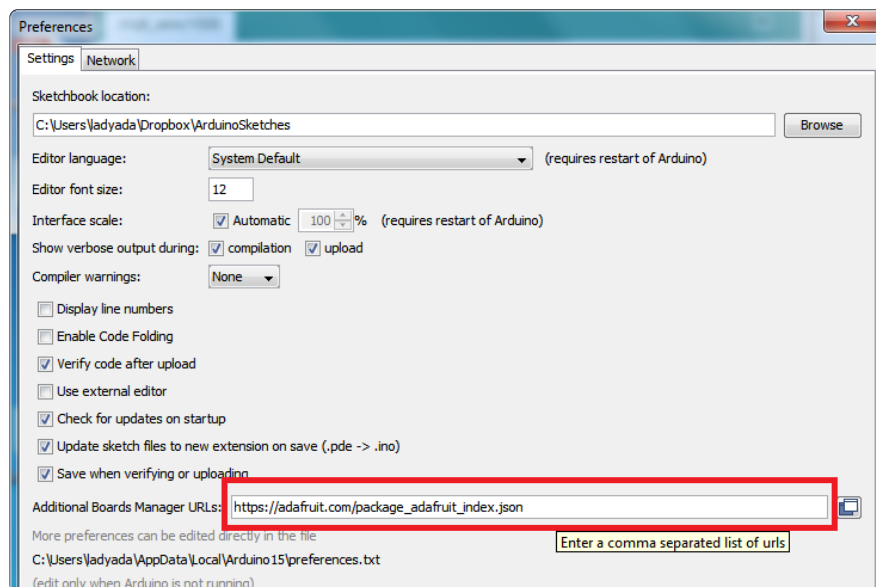 Preferences
Settings Network
Sketchbook location:
C:\Users\ladyada\Dropbox\ArduinoSketches Browse
Editor language: System Default (requires restart of Arduino)
Editor font size: 12
Interface scale: Automatic 100 % (requires restart of Arduino)
Show verbose output during: compilation upload
Compiler warnings: None
Display line numbers
Enable Code Folding
Verify code after upload
Use external editor
Check for updates on startup
Update sketch files to new extension on save (.pde -> .ino)
Save when verifying or uploading
Additional Boards Manager URLs: https://adafruit.com/package_adafruit_index.json
More preferences can be edited directly in the file
Enter a comma separated list of urls
C:\Users\ladyada\AppData\Local\Arduino15\preferences.txt
(edit only when Arduino is not running)